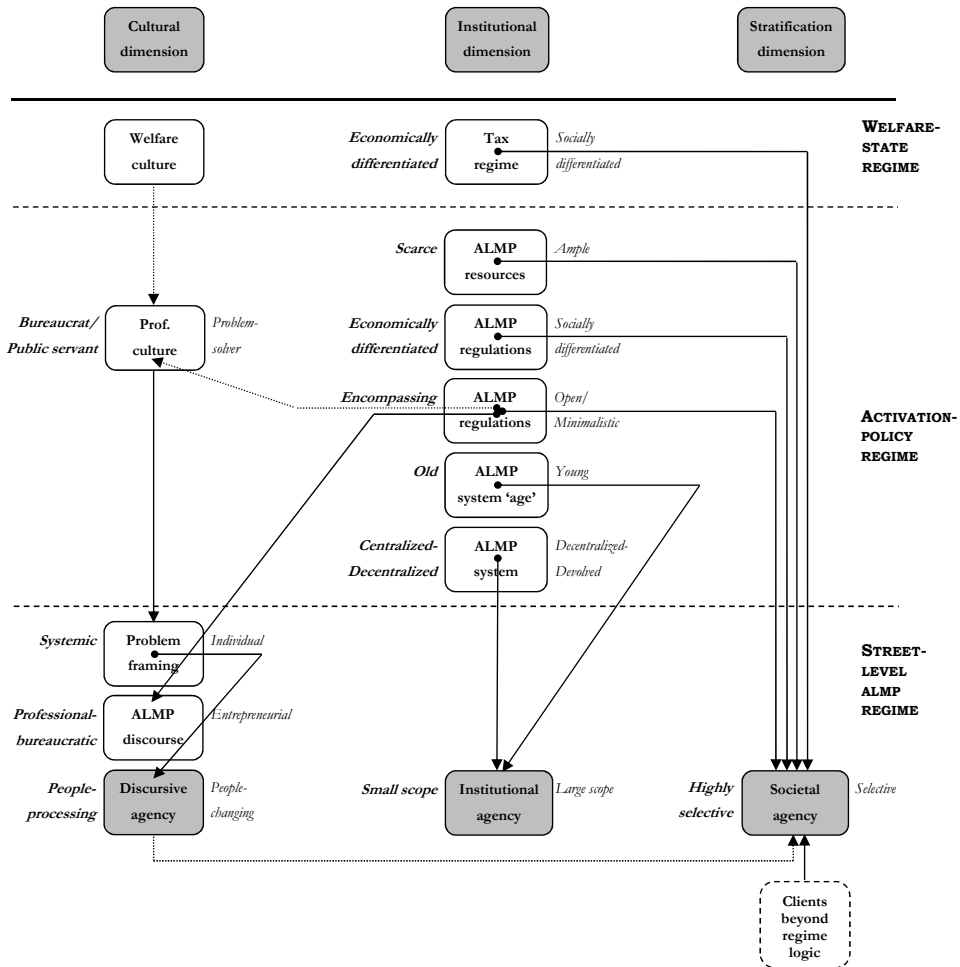 Cultural
dimension
Institutional
dimension
Stratification
dimension
Welfare
culture
Economically
differentiated
Tax
regime
Socially
differentiated
WELFARE-
STATE
REGIME
Scarce
ALMP
resources
Ample
Bureaucrat/
Public servant
Prof.
culture
Problem-
solver
Economically
differentiated
ALMP
regulations
Socially
differentiated
Encompassing
ALMP
regulations
Open/
Minimalistic
ACTIVATION-
POLICY
REGIME
Old
ALMP
system ‘age’
Young
Centralized-
Decentralized
ALMP
system
Decentralized-
Devolved
Systemic
Problem
framing
Individual
STREET-
LEVEL
ALMP
REGIME
Professional-
bureaucratic
ALMP
discourse
Entrepreneurial
People-
processing
Discursive
agency
People-
changing
Small scope
Institutional
agency
Large scope
Highly
selective
Societal
agency
Selective
Clients
beyond
regime
logic